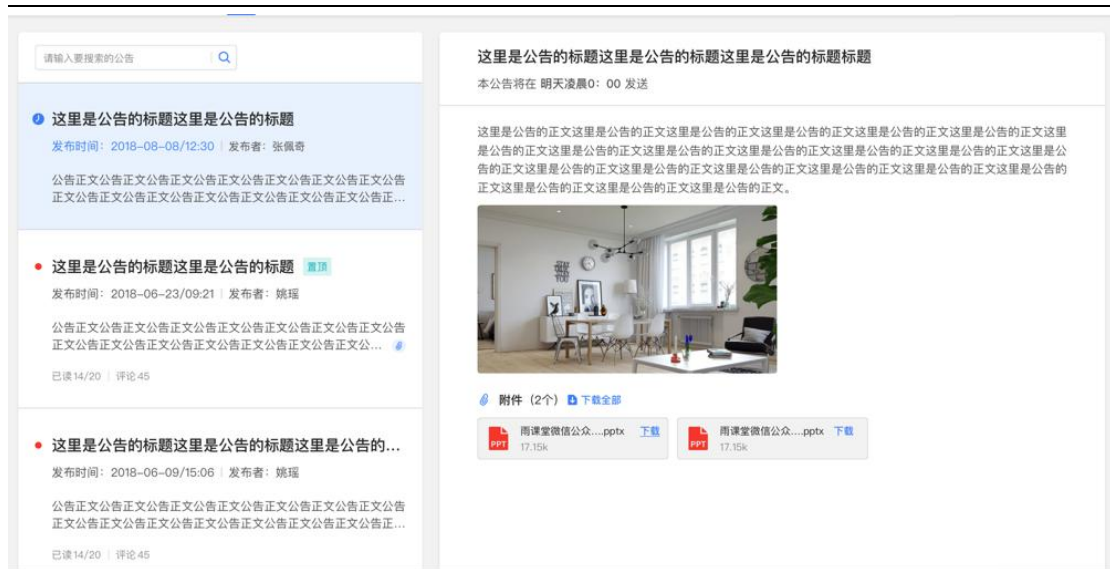 请输入要搜索的公告
这里是公告的标题这里是公告的标题
发布时间：2018-08-08/12:30 | 发布者：张佩奇
公告正文公告正文公告正文公告正文公告正文公告正文公告正文公告
正文公告正文公告正文公告正文公告正文公告正文公告正文公告正...
这里是公告的标题这里是公告的标题 置顶
发布时间：2018-06-23/09:21 | 发布者：姚瑶
公告正文公告正文公告正文公告正文公告正文公告正文公告正文公告
正文公告正文公告正文公告正文公告正文公告正文公告正文公...
已读14/20 | 评论45
这里是公告的标题这里是公告的标题这里是公告的...
发布时间：2018-06-09/15:06 | 发布者：姚瑶
公告正文公告正文公告正文公告正文公告正文公告正文公告正文公告
正文公告正文公告正文公告正文公告正文公告正文公告正文公告正...
已读14/20 | 评论45
这里是公告的标题这里是公告的标题这里是公告的标题标题
本公告将在 明天凌晨0：00 发送
这里是公告的正文这里是公告的正文这里是公告的正文这里是公告的正文这里是公告的正文这里是公告的正文这里
是公告的正文这里是公告的正文这里是公告的正文这里是公告的正文这里是公告的正文这里是公告的正文这里是公
告的正文这里是公告的正文这里是公告的正文这里是公告的正文这里是公告的正文这里是公告的正文这里是公告的
正文这里是公告的正文这里是公告的正文这里是公告的正文。
附件（2个） 下载全部
PPT 雨课堂微信公众....pptx 下载
17.15k
PPT 雨课堂微信公众....pptx 下载
17.15k